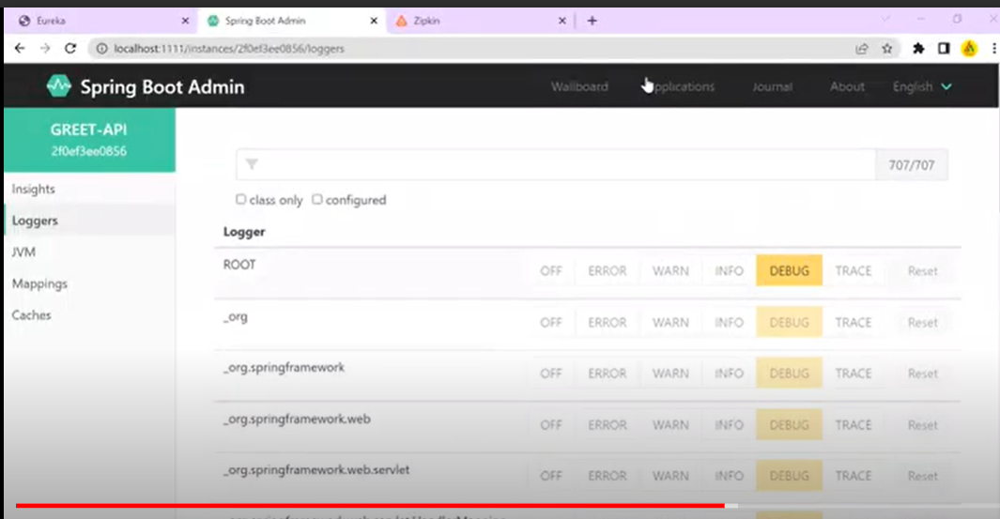 Eureka
Spring Boot Admin
Zipkin
localhost:1111/instances/2f0ef3ee0856/loggers
Spring Boot Admin
Wallboard Applications Journal About English
GREET-API
2f0ef3ee0856
707/707
Insights
class only configured
Loggers
Logger
JVM
ROOT OFF ERROR WARN INFO DEBUG TRACE Reset
Mappings
Caches
_org OFF ERROR WARN INFO DEBUG TRACE Reset
_org.springframework OFF ERROR WARN INFO DEBUG TRACE Reset
_org.springframework.web OFF ERROR WARN INFO DEBUG TRACE Reset
_org.springframework.web.servlet OFF ERROR WARN INFO DEBUG TRACE Reset